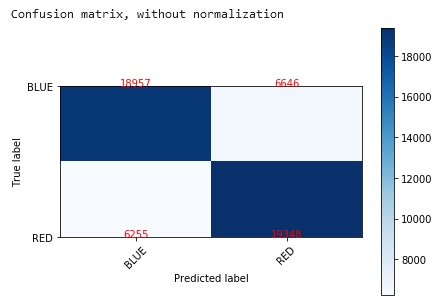 Confusion matrix, without normalization
BLUE
18957
6646
18000
16000
14000
12000
10000
8000
True label
RED
6255
19348
BLUE
RED
Predicted label